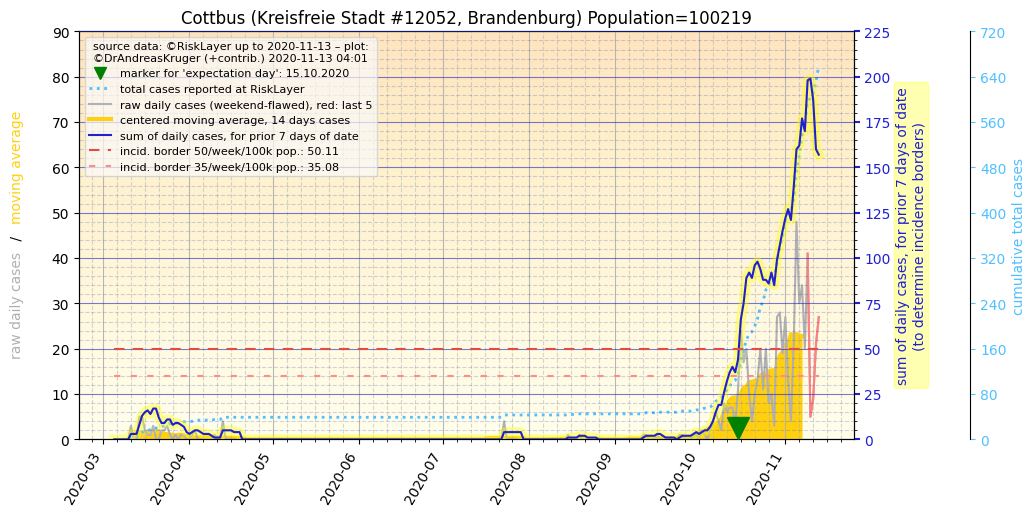 Cottbus (Kreisfreie Stadt #12052, Brandenburg) Population=100219
source data: ©RiskLayer up to 2020-11-13 – plot:
©DrAndreasKruger (+contrib.) 2020-11-13 04:01
marker for 'expectation day': 15.10.2020
total cases reported at RiskLayer
raw daily cases (weekend-flawed), red: last 5
centered moving average, 14 days cases
sum of daily cases, for prior 7 days of date
incid. border 50/week/100k pop.: 50.11
incid. border 35/week/100k pop.: 35.08
raw daily cases / moving average
90
80
70
60
50
40
30
20
10
0
2020-03
2020-04
2020-05
2020-06
2020-07
2020-08
2020-09
2020-10
2020-11
225
200
175
150
125
100
75
50
25
0
sum of daily cases, for prior 7 days of date
(to determine incidence borders)
720
640
560
480
400
320
240
160
80
0
cumulative total cases